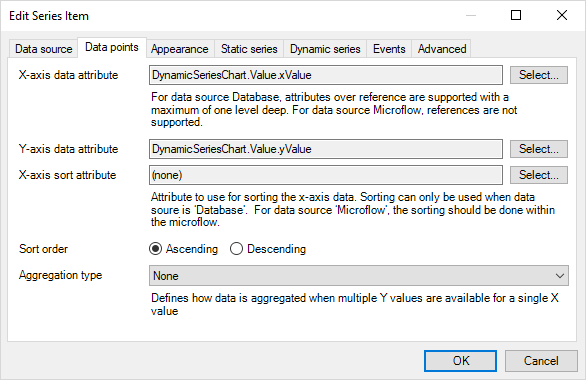 Edit Series Item
Data source Data points Appearance Static series Dynamic series Events Advanced
X-axis data attribute DynamicSeriesChart.Value.xValue Select...
For data source Database, attributes over reference are supported with a
maximum of one level deep. For data source Microflow, references are not
supported.
Y-axis data attribute DynamicSeriesChart.Value.yValue Select...
X-axis sort attribute (none) Select...
Attribute to use for sorting the x-axis data. Sorting can only be used when data
soure is 'Database'.  For data source 'Microflow', the sorting should be done within
the microflow.
Sort order Ascending Descending
Aggregation type None
Defines how data is aggregated when multiple Y values are available for a single X
value
OK Cancel